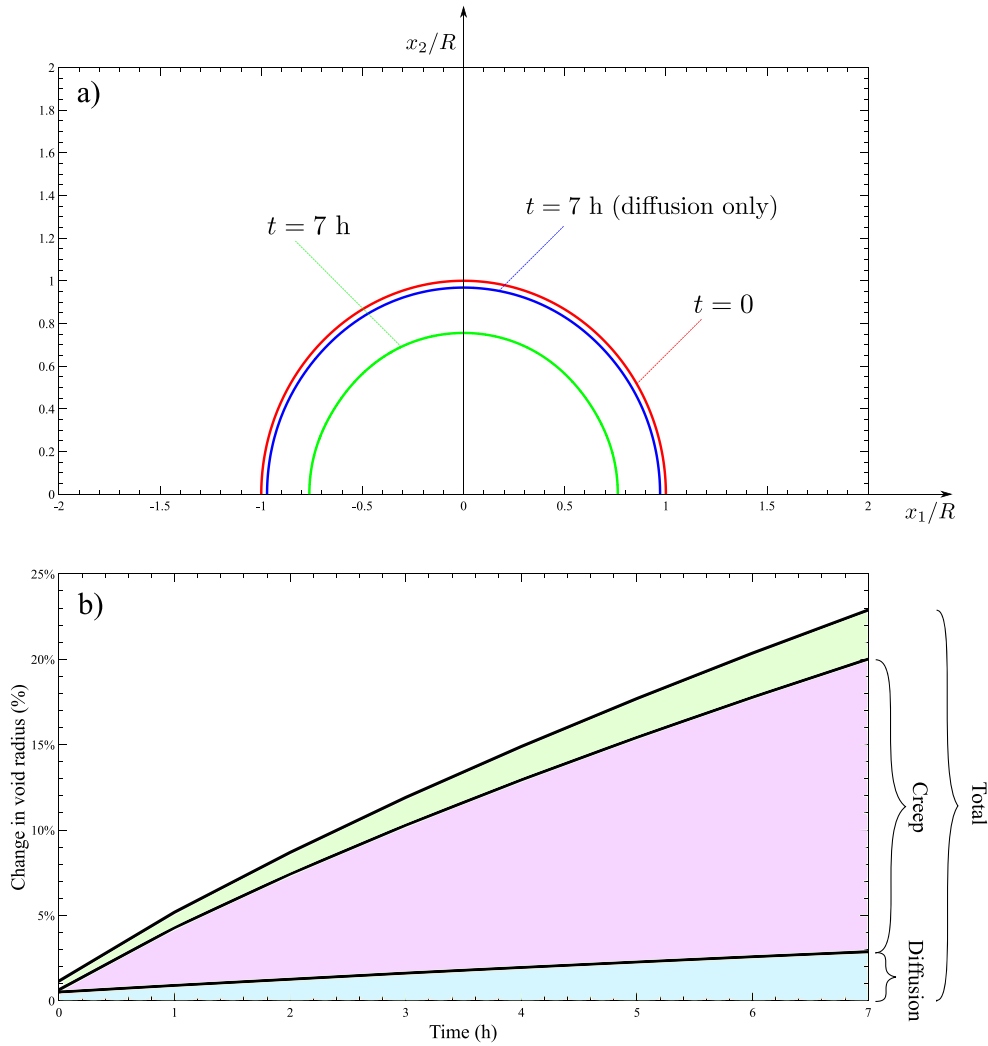 x₂/R
a)
2
1.8
1.6
1.4
1.2
1
0.8
0.6
0.4
0.2
0
t = 7 h
t = 7 h (diffusion only)
t = 0
-2 -1.5 -1 -0.5 0 0.5 1 1.5 2
x₁/R
b)
25%
20%
15%
10%
5%
0
Change in void radius (%)
0 1 2 3 4 5 6 7
Time (h)
Creep
Diffusion
Total